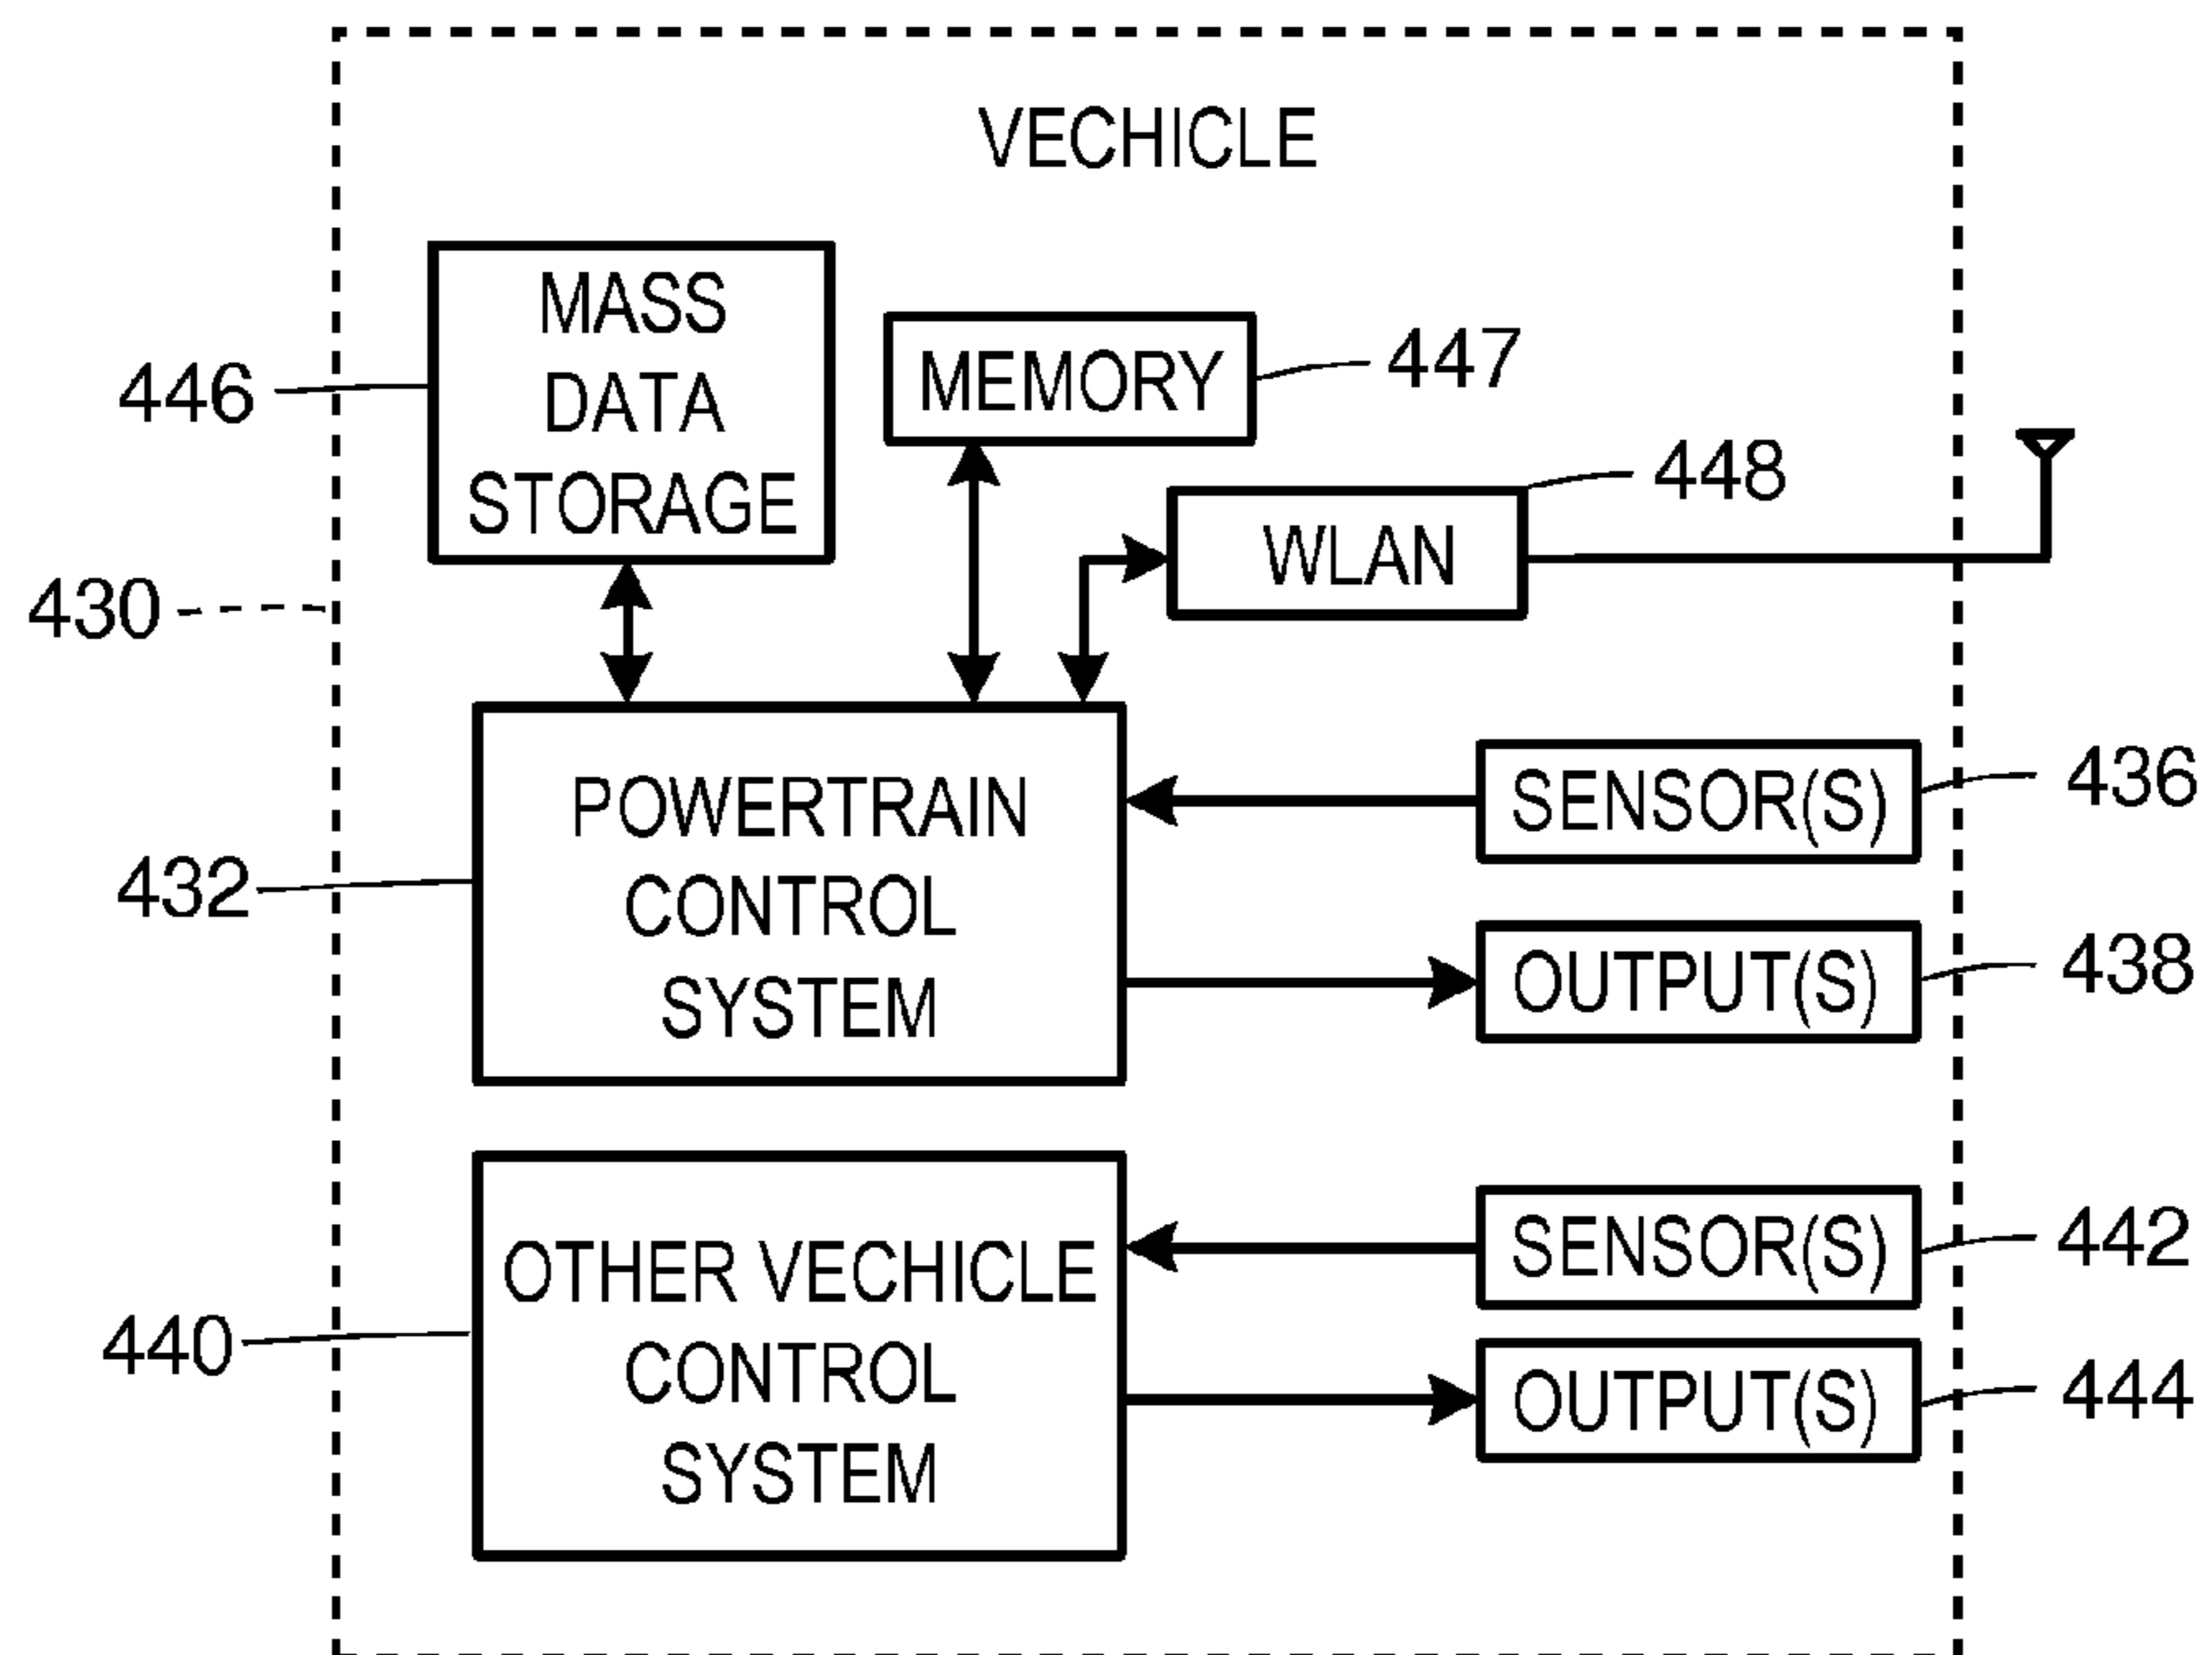 VECHICLE
MASS
DATA
STORAGE
446
MEMORY
447
WLAN
448
430
POWERTRAIN
CONTROL
SYSTEM
432
SENSOR(S)
436
OUTPUT(S)
438
OTHER VECHICLE
CONTROL
SYSTEM
440
SENSOR(S)
442
OUTPUT(S)
444